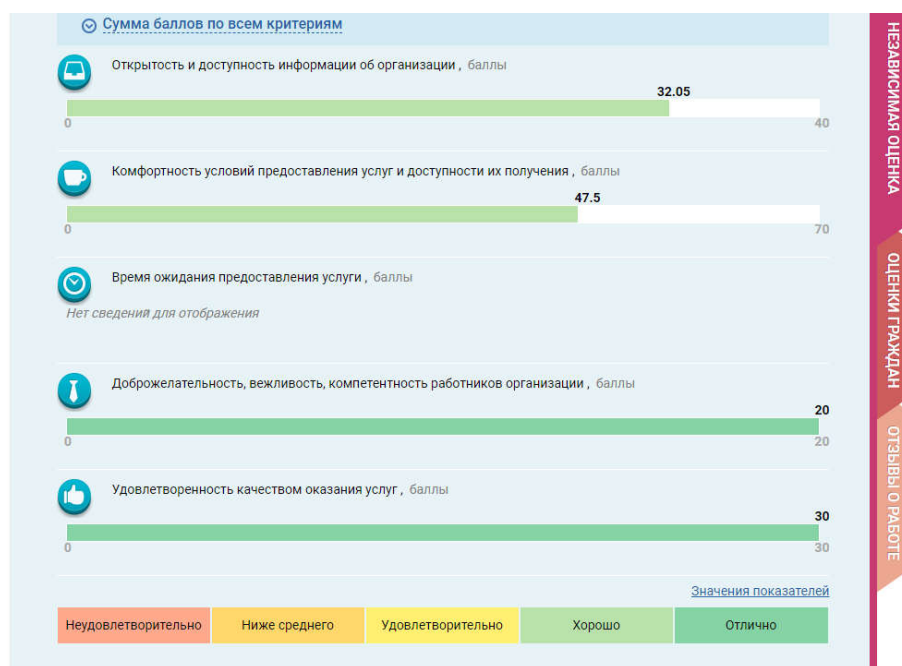 Сумма баллов по всем критериям
Открытость и доступность информации об организации , баллы
32.05
0 40
Комфортность условий предоставления услуг и доступности их получения , баллы
47.5
0 70
Время ожидания предоставления услуги , баллы
Нет сведений для отображения
Доброжелательность, вежливость, компетентность работников организации , баллы
20
0 20
Удовлетворенность качеством оказания услуг , баллы
30
0 30
Значения показателей
Неудовлетворительно Ниже среднего Удовлетворительно Хорошо Отлично
НЕЗАВИСИМАЯ ОЦЕНКА
ОЦЕНКИ ГРАЖДАН
ОТЗЫВЫ О РАБОТЕ